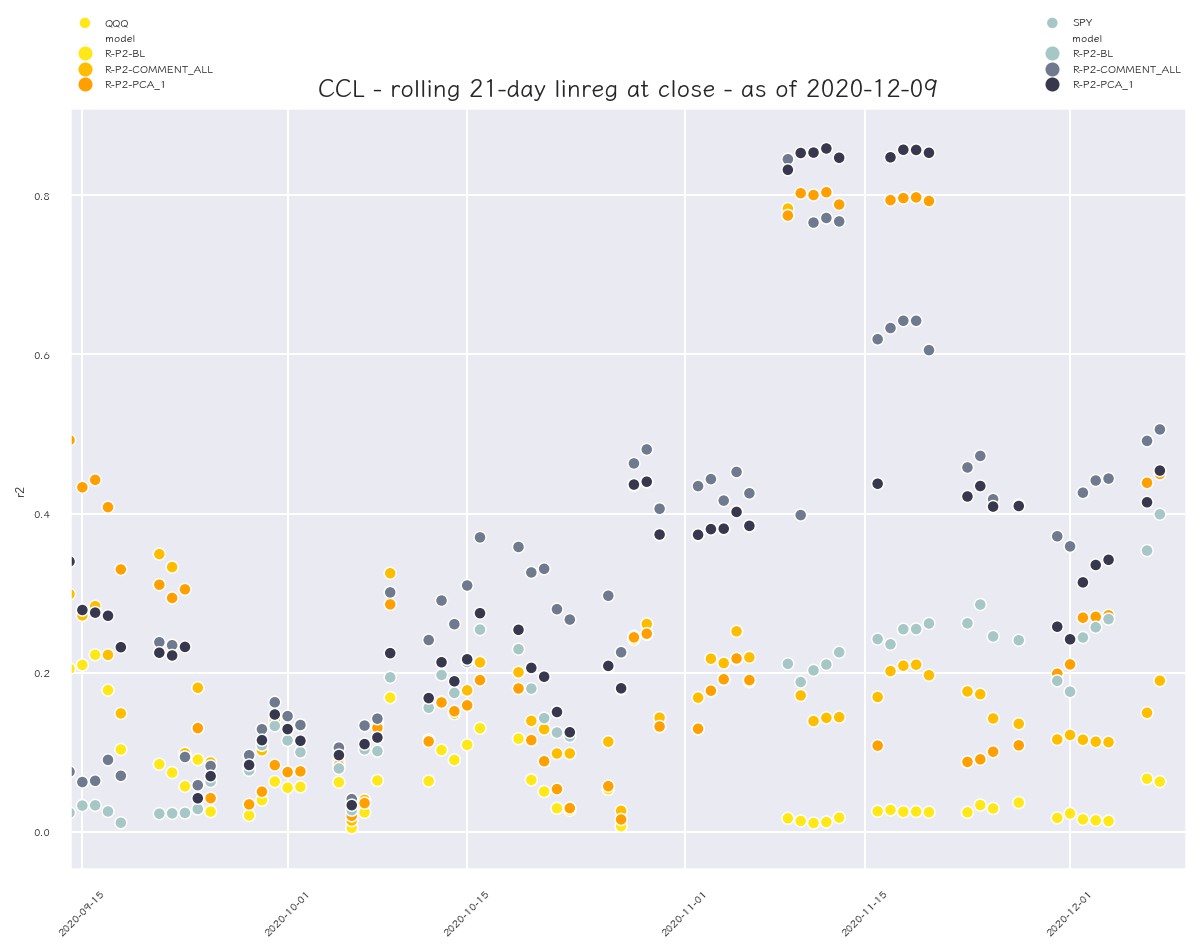 QQQ
model
R-P2-BL
R-P2-COMMENT_ALL
R-P2-PCA_1
SPY
model
R-P2-BL
R-P2-COMMENT_ALL
R-P2-PCA_1
CCL - rolling 21-day linreg at close - as of 2020-12-09
r2
0.8
0.6
0.4
0.2
0.0
2020-09-15
2020-10-01
2020-10-15
2020-11-01
2020-11-15
2020-12-01